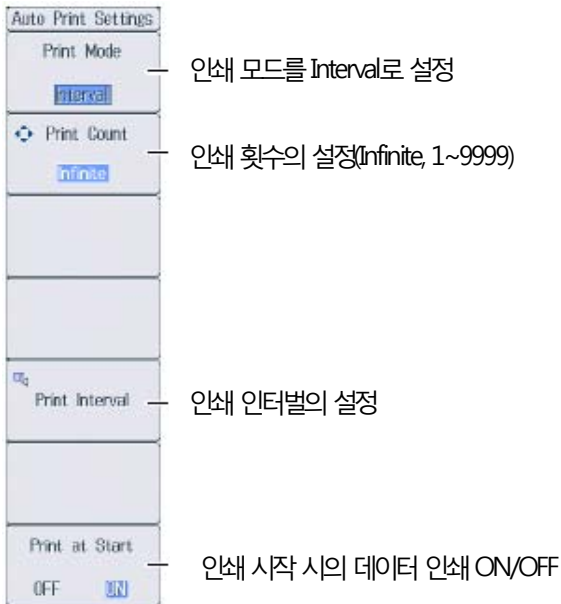 Auto Print Settings
Print Mode
Interval
인쇄 모드를 Interval로 설정
Print Count
Infinite
인쇄 횟수의 설정(Infinite, 1~9999)
Print Interval
인쇄 인터벌의 설정
Print at Start
OFF ON
인쇄 시작 시의 데이터 인쇄 ON/OFF